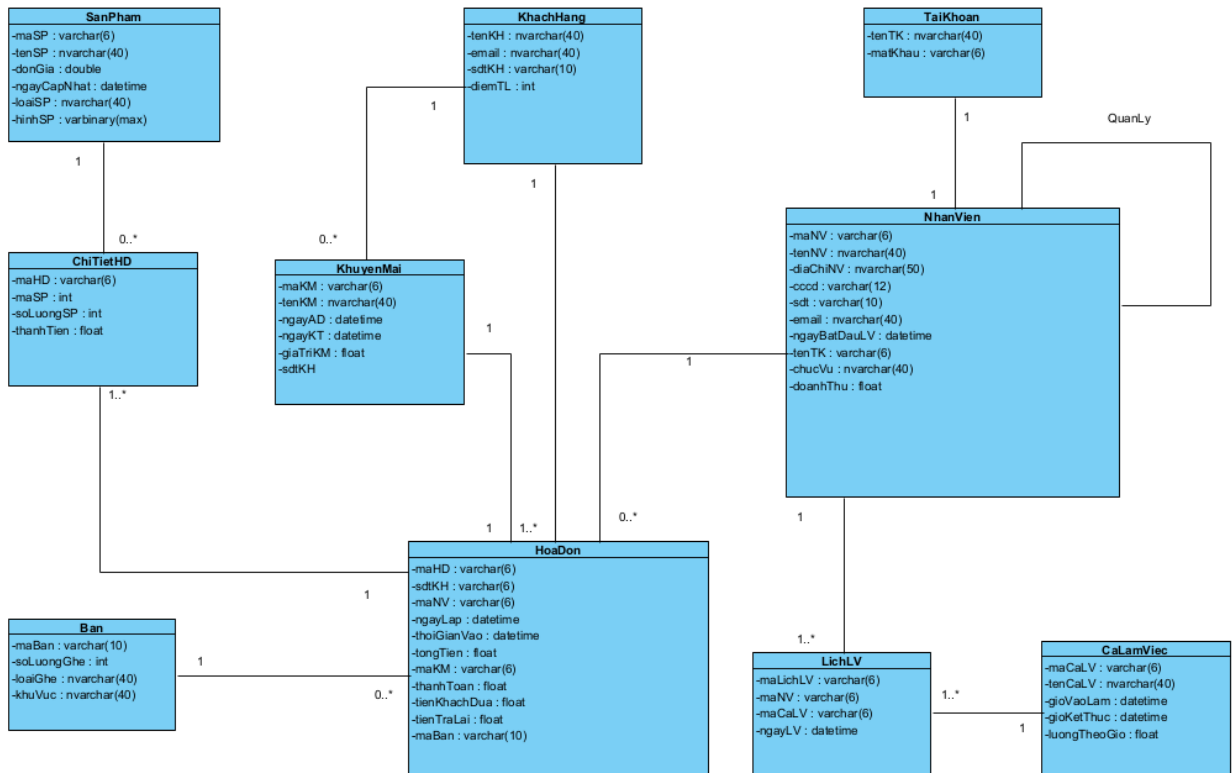 SanPham
-maSP : varchar(6)
-tenSP : nvarchar(40)
-donGia : double
-ngayCapNhat : datetime
-loaiSP : nvarchar(40)
-hinhSP : varbinary(max)
KhachHang
-tenKH : nvarchar(40)
-email : nvarchar(40)
-sdtKH : varchar(10)
-diemTL : int
TaiKhoan
-tenTK : nvarchar(40)
-matKhau : varchar(6)
1
1
1
1
QuanLy
1
0..*
0..*
NhanVien
-maNV : varchar(6)
-tenNV : nvarchar(40)
-diaChiNV : nvarchar(50)
-cccd : varchar(12)
-sdt : varchar(10)
-email : nvarchar(40)
-ngayBatDauLV : datetime
-tenTK : varchar(6)
-chucVu : nvarchar(40)
-doanhThu : float
ChiTietHD
-maHD : varchar(6)
-maSP : int
-soLuongSP : int
-thanhTien : float
KhuyenMai
-maKM : varchar(6)
-tenKM : nvarchar(40)
-ngayAD : datetime
-ngayKT : datetime
-giaTriKM : float
-sdtKH
1
1
1..*
1
1..*
0..*
1
1
HoaDon
-maHD : varchar(6)
-sdtKH : varchar(6)
-maNV : varchar(6)
-ngayLap : datetime
-thoiGianVao : datetime
-tongTien : float
-maKM : varchar(6)
-thanhToan : float
-tienKhachDua : float
-tienTraLai : float
-maBan : varchar(10)
Ban
-maBan : varchar(10)
-soLuongGhe : int
-loaiGhe : nvarchar(40)
-khuVuc : nvarchar(40)
1
0..*
1..*
LichLV
-maLichLV : varchar(6)
-maNV : varchar(6)
-maCaLV : varchar(6)
-ngayLV : datetime
1..*
1
CaLamViec
-maCaLV : varchar(6)
-tenCaLV : nvarchar(40)
-gioVaoLam : datetime
-gioKetThuc : datetime
-luongTheoGio : float